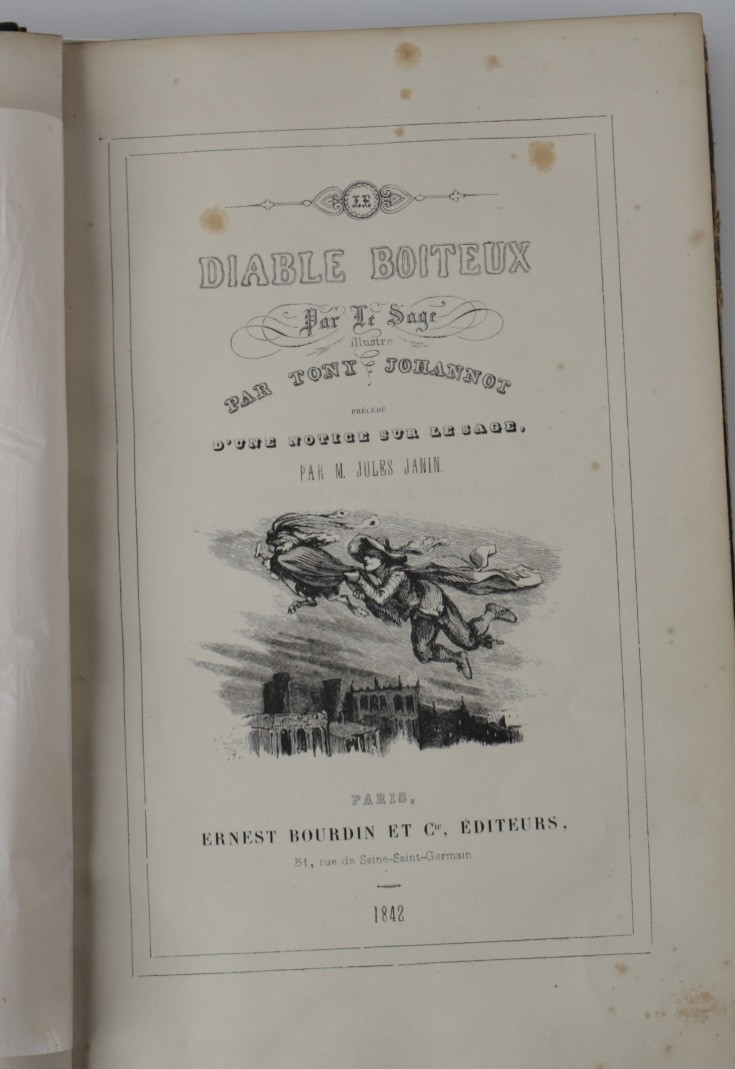 LE
DIABLE BOITEUX
Par Le Sage
illustré
PAR TONY JOHANNOT
PRÉCÉDÉ
D'UNE NOTICE SUR LE SAGE,
PAR M. JULES JANIN.
PARIS,
ERNEST BOURDIN ET Cie, ÉDITEURS,
51, rue de Seine-Saint-Germain
1842